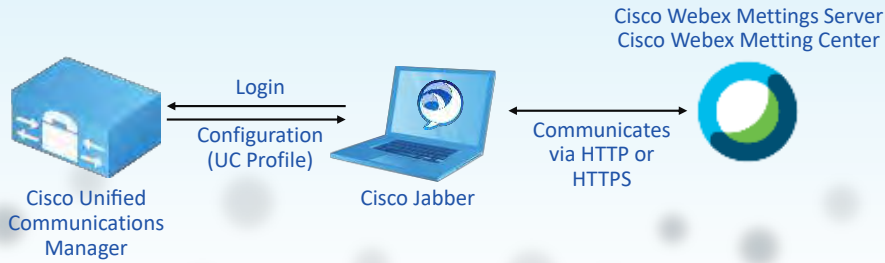 Cisco Webex Mettings Server
Cisco Webex Metting Center
Login
Configuration
(UC Profile)
Communicates
via HTTP or
HTTPS
Cisco Unified
Communications
Manager
Cisco Jabber